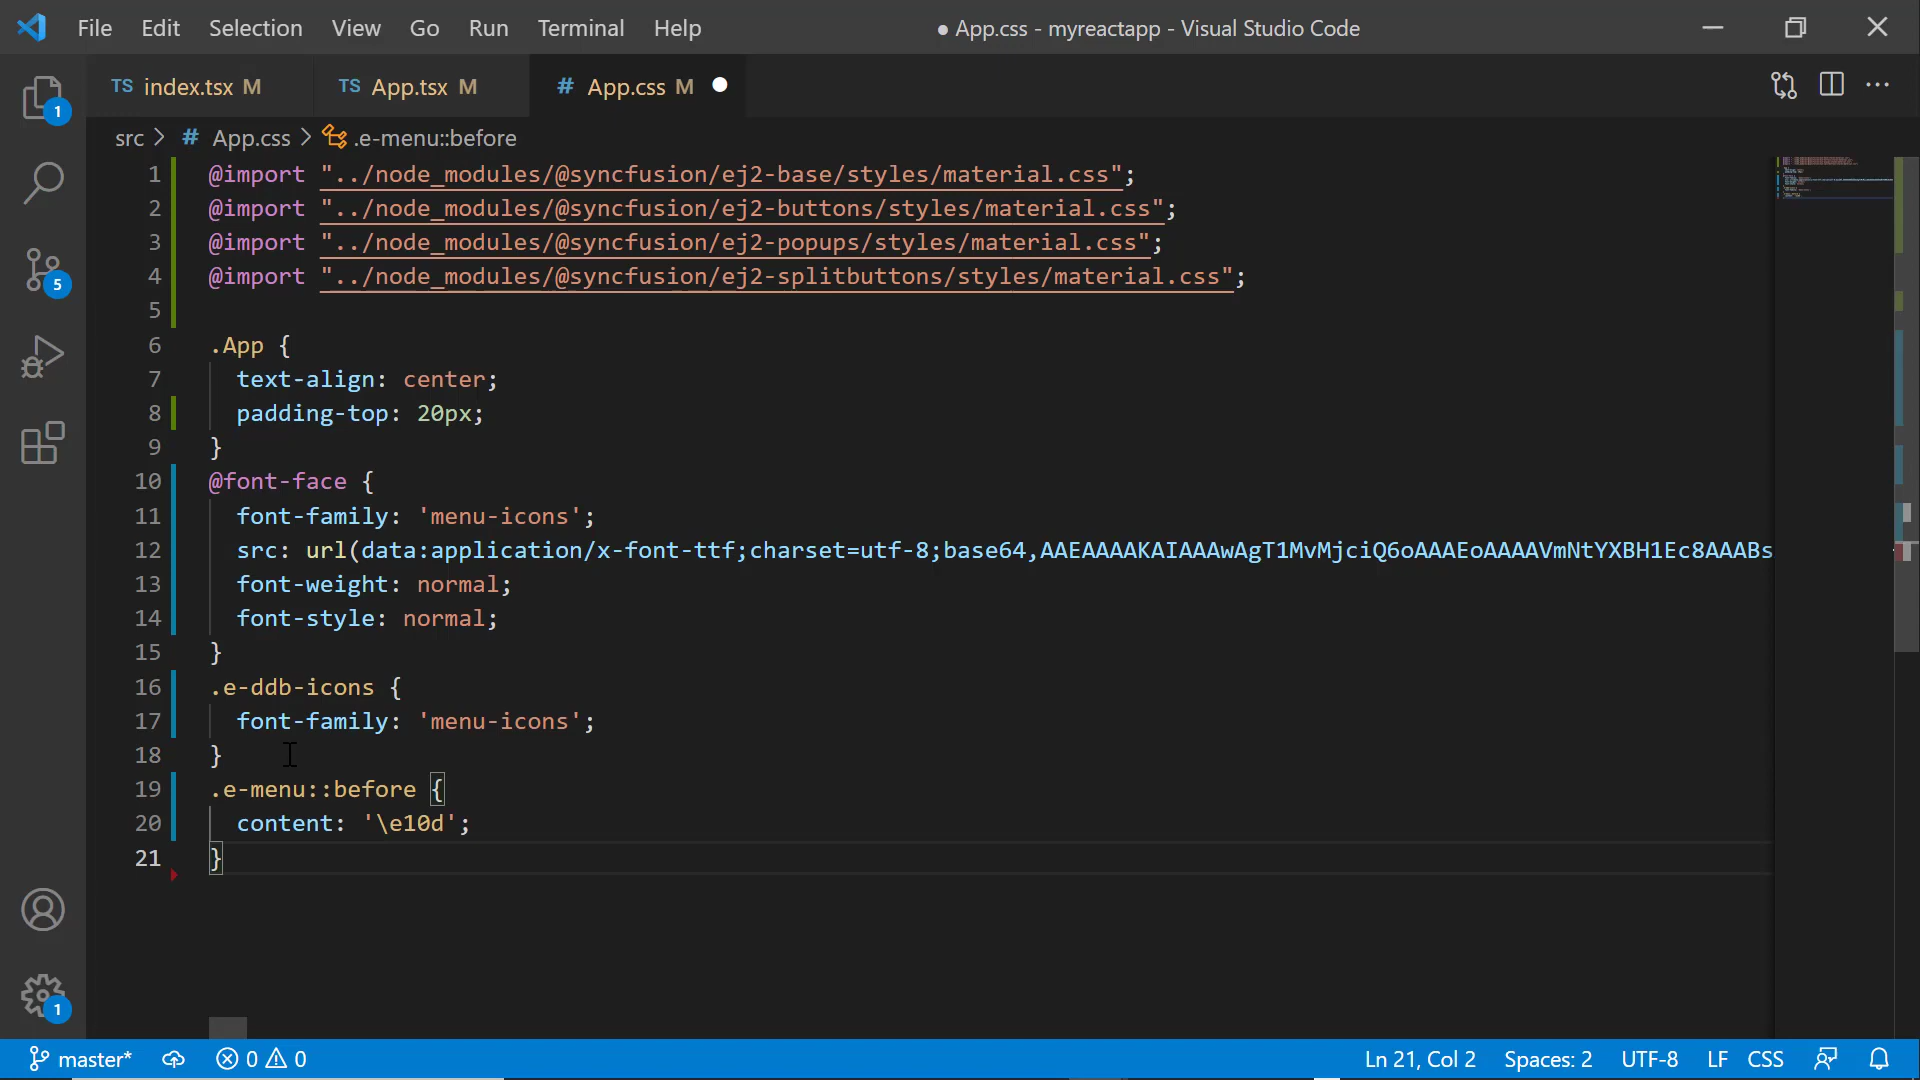 File Edit Selection View Go Run Terminal Help ● App.css - myreactapp - Visual Studio Code
TS index.tsx M TS App.tsx M # App.css M
src > # App.css > .e-menu::before
1 @import "../node_modules/@syncfusion/ej2-base/styles/material.css";
2 @import "../node_modules/@syncfusion/ej2-buttons/styles/material.css";
3 @import "../node_modules/@syncfusion/ej2-popups/styles/material.css";
4 @import "../node_modules/@syncfusion/ej2-splitbuttons/styles/material.css";
5
6 .App {
7 text-align: center;
8 padding-top: 20px;
9 }
10 @font-face {
11 font-family: 'menu-icons';
12 src: url(data:application/x-font-ttf;charset=utf-8;base64,AAEAAAAKAIAAAwAgT1MvMjciQ6oAAAEoAAAAVmNtYXBH1Ec8AAABs
13 font-weight: normal;
14 font-style: normal;
15 }
16 .e-ddb-icons {
17 font-family: 'menu-icons';
18 }
19 .e-menu::before {
20 content: '\e10d';
21 }
1
5
1
master* 0 0 Ln 21, Col 2 Spaces: 2 UTF-8 LF CSS